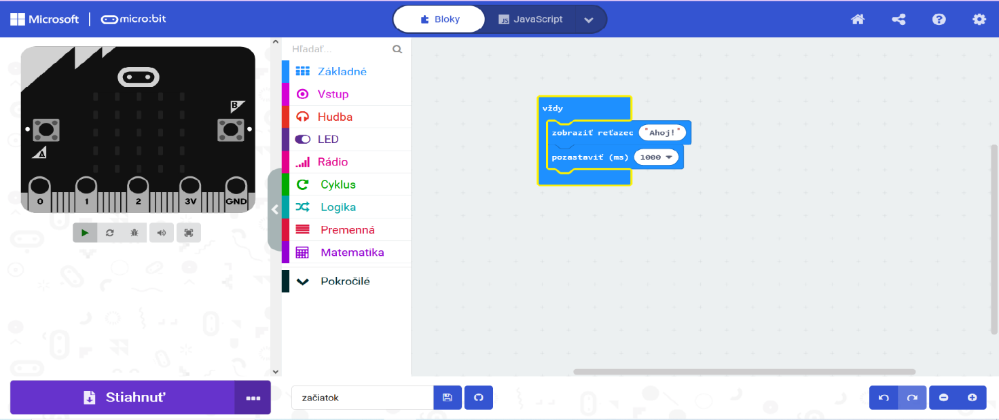 Microsoft micro:bit
Bloky
JavaScript
B
A
0 1 2 3V GND
Hľadať...
Základné
Vstup
Hudba
LED
Rádio
Cyklus
Logika
Premenná
Matematika
Pokročilé
vždy
zobraziť reťazec "Ahoj!"
pozastaviť (ms) 1000
Stiahnuť
začiatok